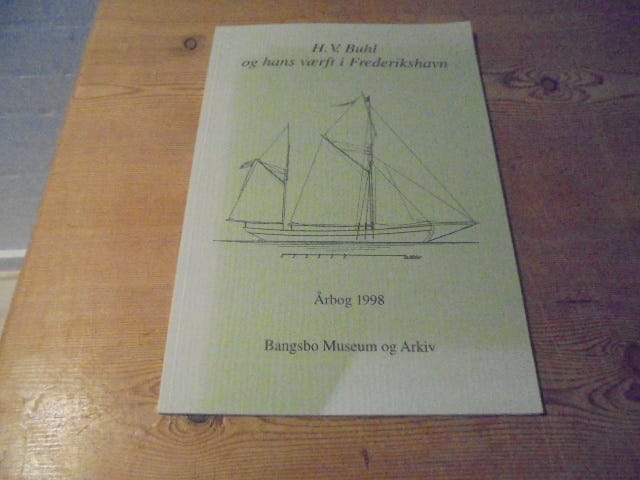 H. V. Buhl
og hans værft i Frederikshavn
Årbog 1998
Bangsbo Museum og Arkiv